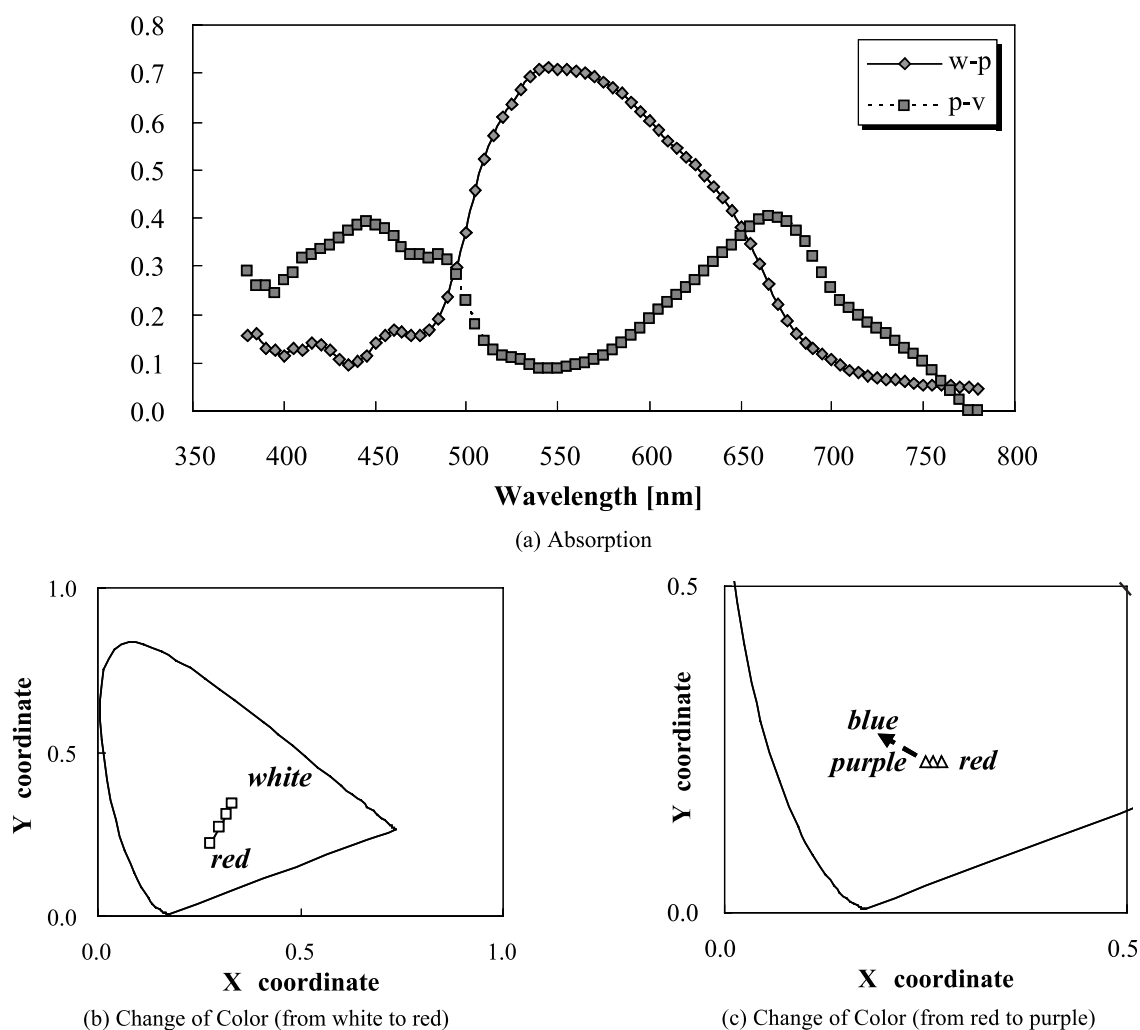 0.8
0.7
0.6
0.5
0.4
0.3
0.2
0.1
0.0
w-p
p-v
350 400 450 500 550 600 650 700 750 800
Wavelength [nm]
(a) Absorption
1.0
0.5
0.0
Y coordinate
white
red
0.0 0.5 1.0
X coordinate
(b) Change of Color (from white to red)
0.5
0.0
Y coordinate
blue
purple
red
0.0 0.5
X coordinate
(c) Change of Color (from red to purple)